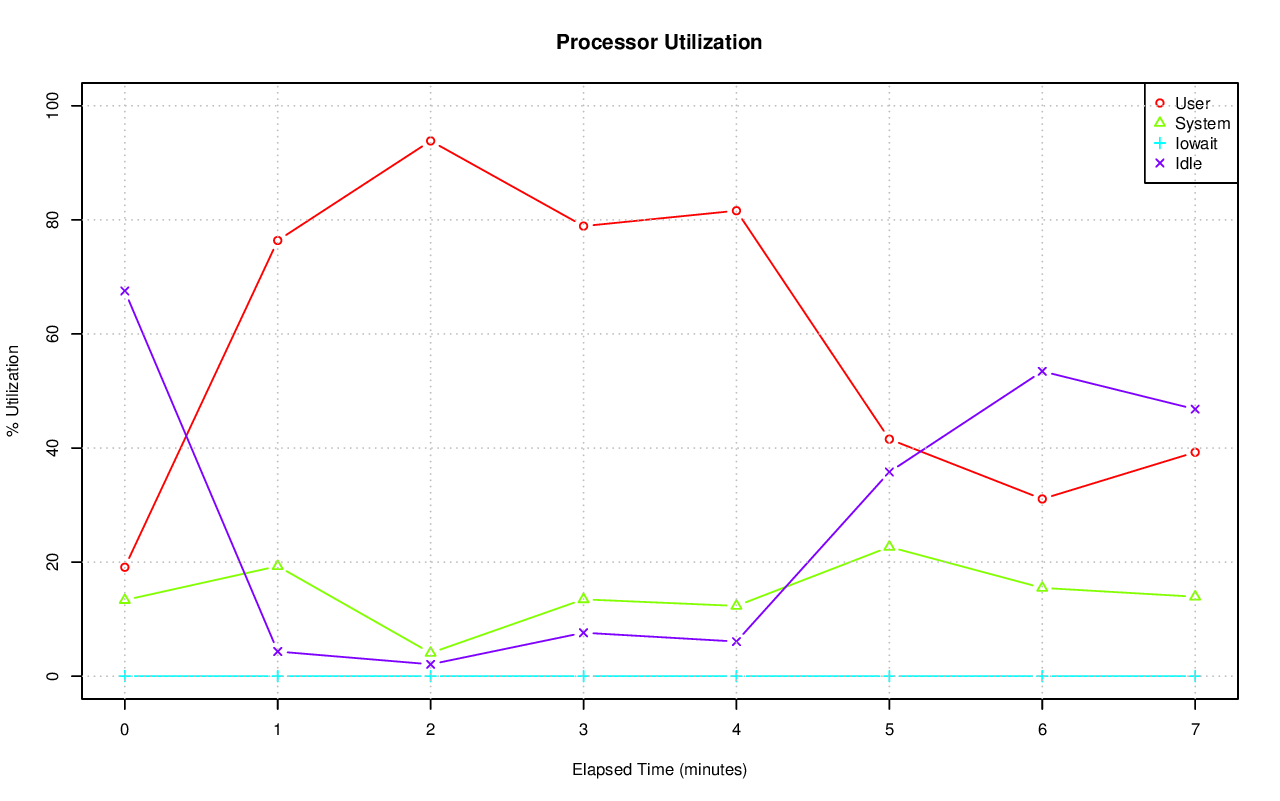 Processor Utilization
User
System
Iowait
Idle
% Utilization
100
80
60
40
20
0
0 1 2 3 4 5 6 7
Elapsed Time (minutes)